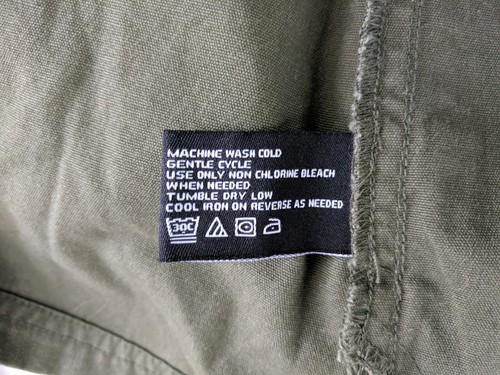 MACHINE WASH COLD
GENTLE CYCLE
USE ONLY NON CHLORINE BLEACH
WHEN NEEDED
TUMBLE DRY LOW
COOL IRON ON REVERSE AS NEEDED
30C